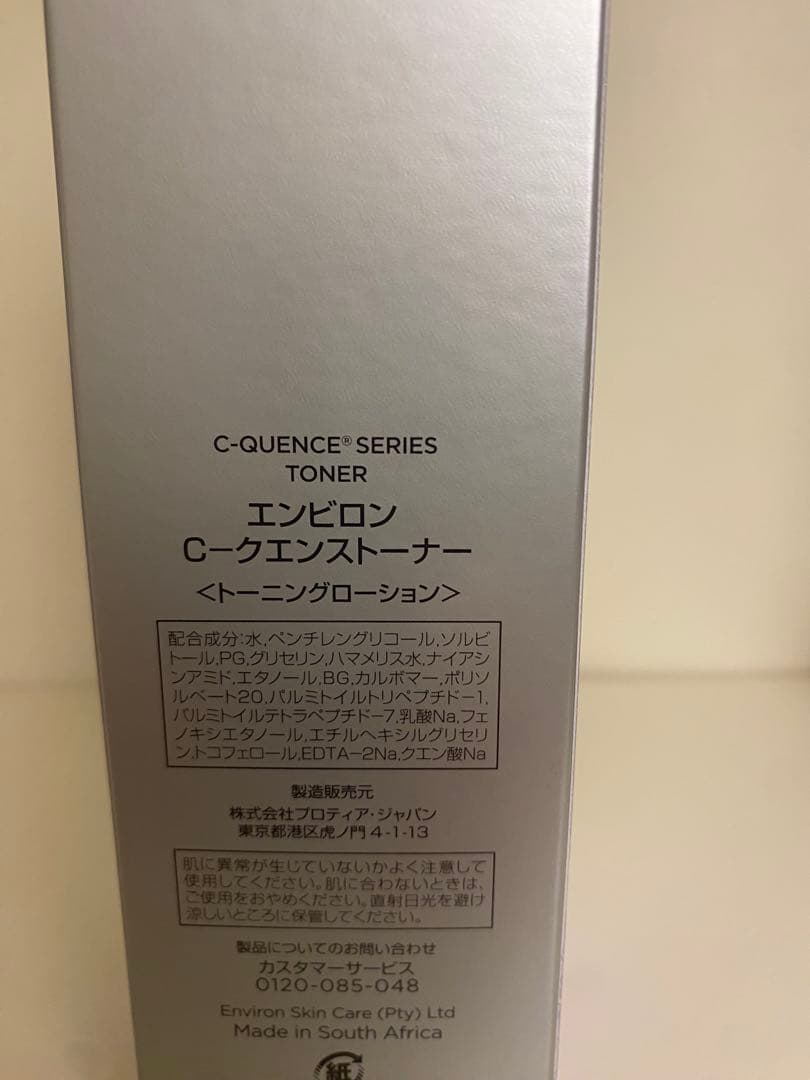 C-QUENCE® SERIES
TONER
エンビロン
C−クエンストーナー
<トーニングローション>
配合成分:水,ペンチレングリコール,ソルビ
トール,PG,グリセリン,ハマメリス水,ナイアシ
ンアミド,エタノール,BG,カルボマー,ポリソ
ルベート20,パルミトイルトリペプチド−1,
パルミトイルテトラペプチド−7,乳酸Na,フェ
ノキシエタノール,エチルヘキシルグリセリ
ン,トコフェロール,EDTA−2Na,クエン酸Na
製造販売元
株式会社プロティア・ジャパン
東京都港区虎ノ門4-1-13
肌に異常が生じていないかよく注意して
使用してください。肌に合わないときは、
ご使用をおやめください。直射日光を避け
涼しいところに保管してください。
製品についてのお問い合わせ
カスタマーサービス
0120-085-048
Environ Skin Care (Pty) Ltd
Made in South Africa
紙